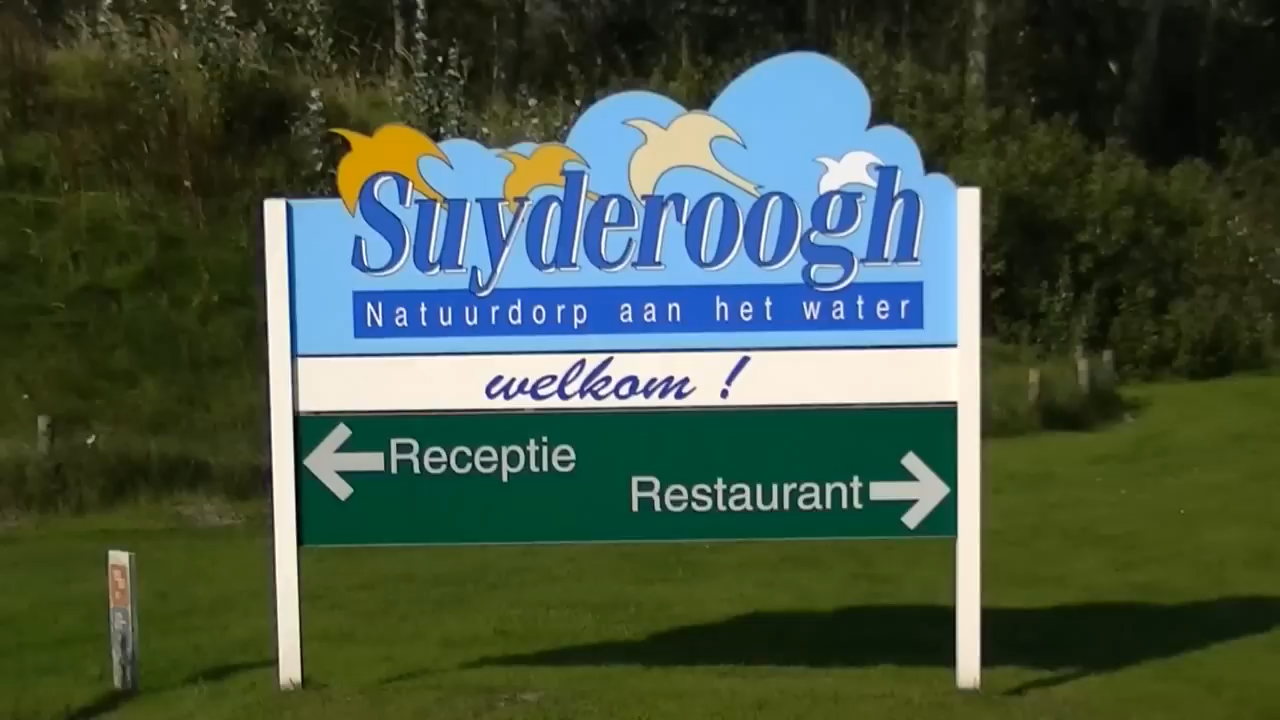 Suyderoogh
Natuurdorp aan het water
welkom !
Receptie
Restaurant